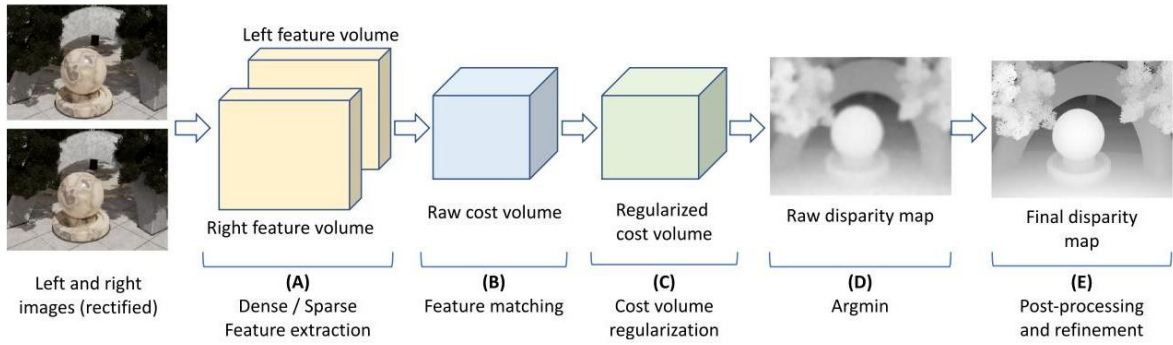 Left feature volume
Right feature volume
Raw cost volume
Regularized
cost volume
Raw disparity map
Final disparity
map
Left and right
images (rectified)
(A)
Dense / Sparse
Feature extraction
(B)
Feature matching
(C)
Cost volume
regularization
(D)
Argmin
(E)
Post-processing
and refinement